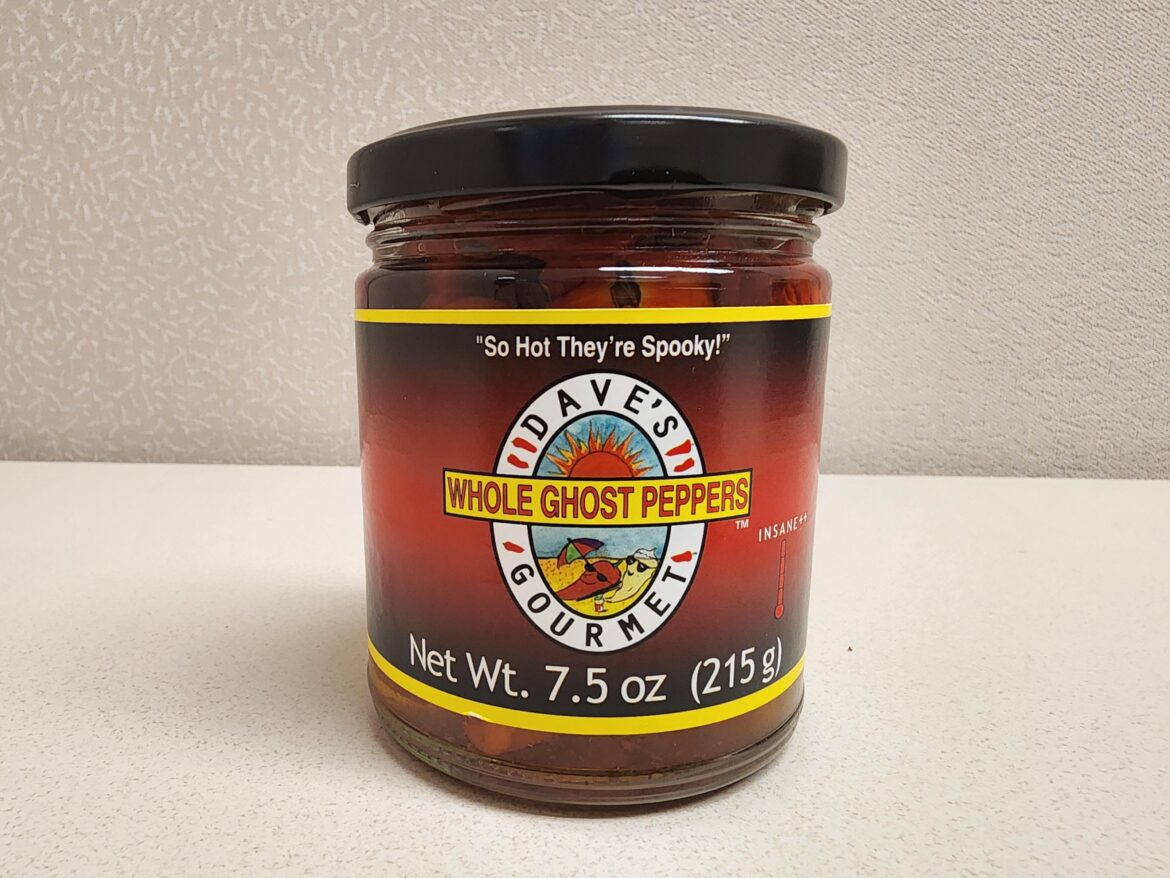 "So Hot They're Spooky!"
DAVE'S
WHOLE GHOST PEPPERS
TM
INSANE++
GOURMET
Net Wt. 7.5 oz (215 g)